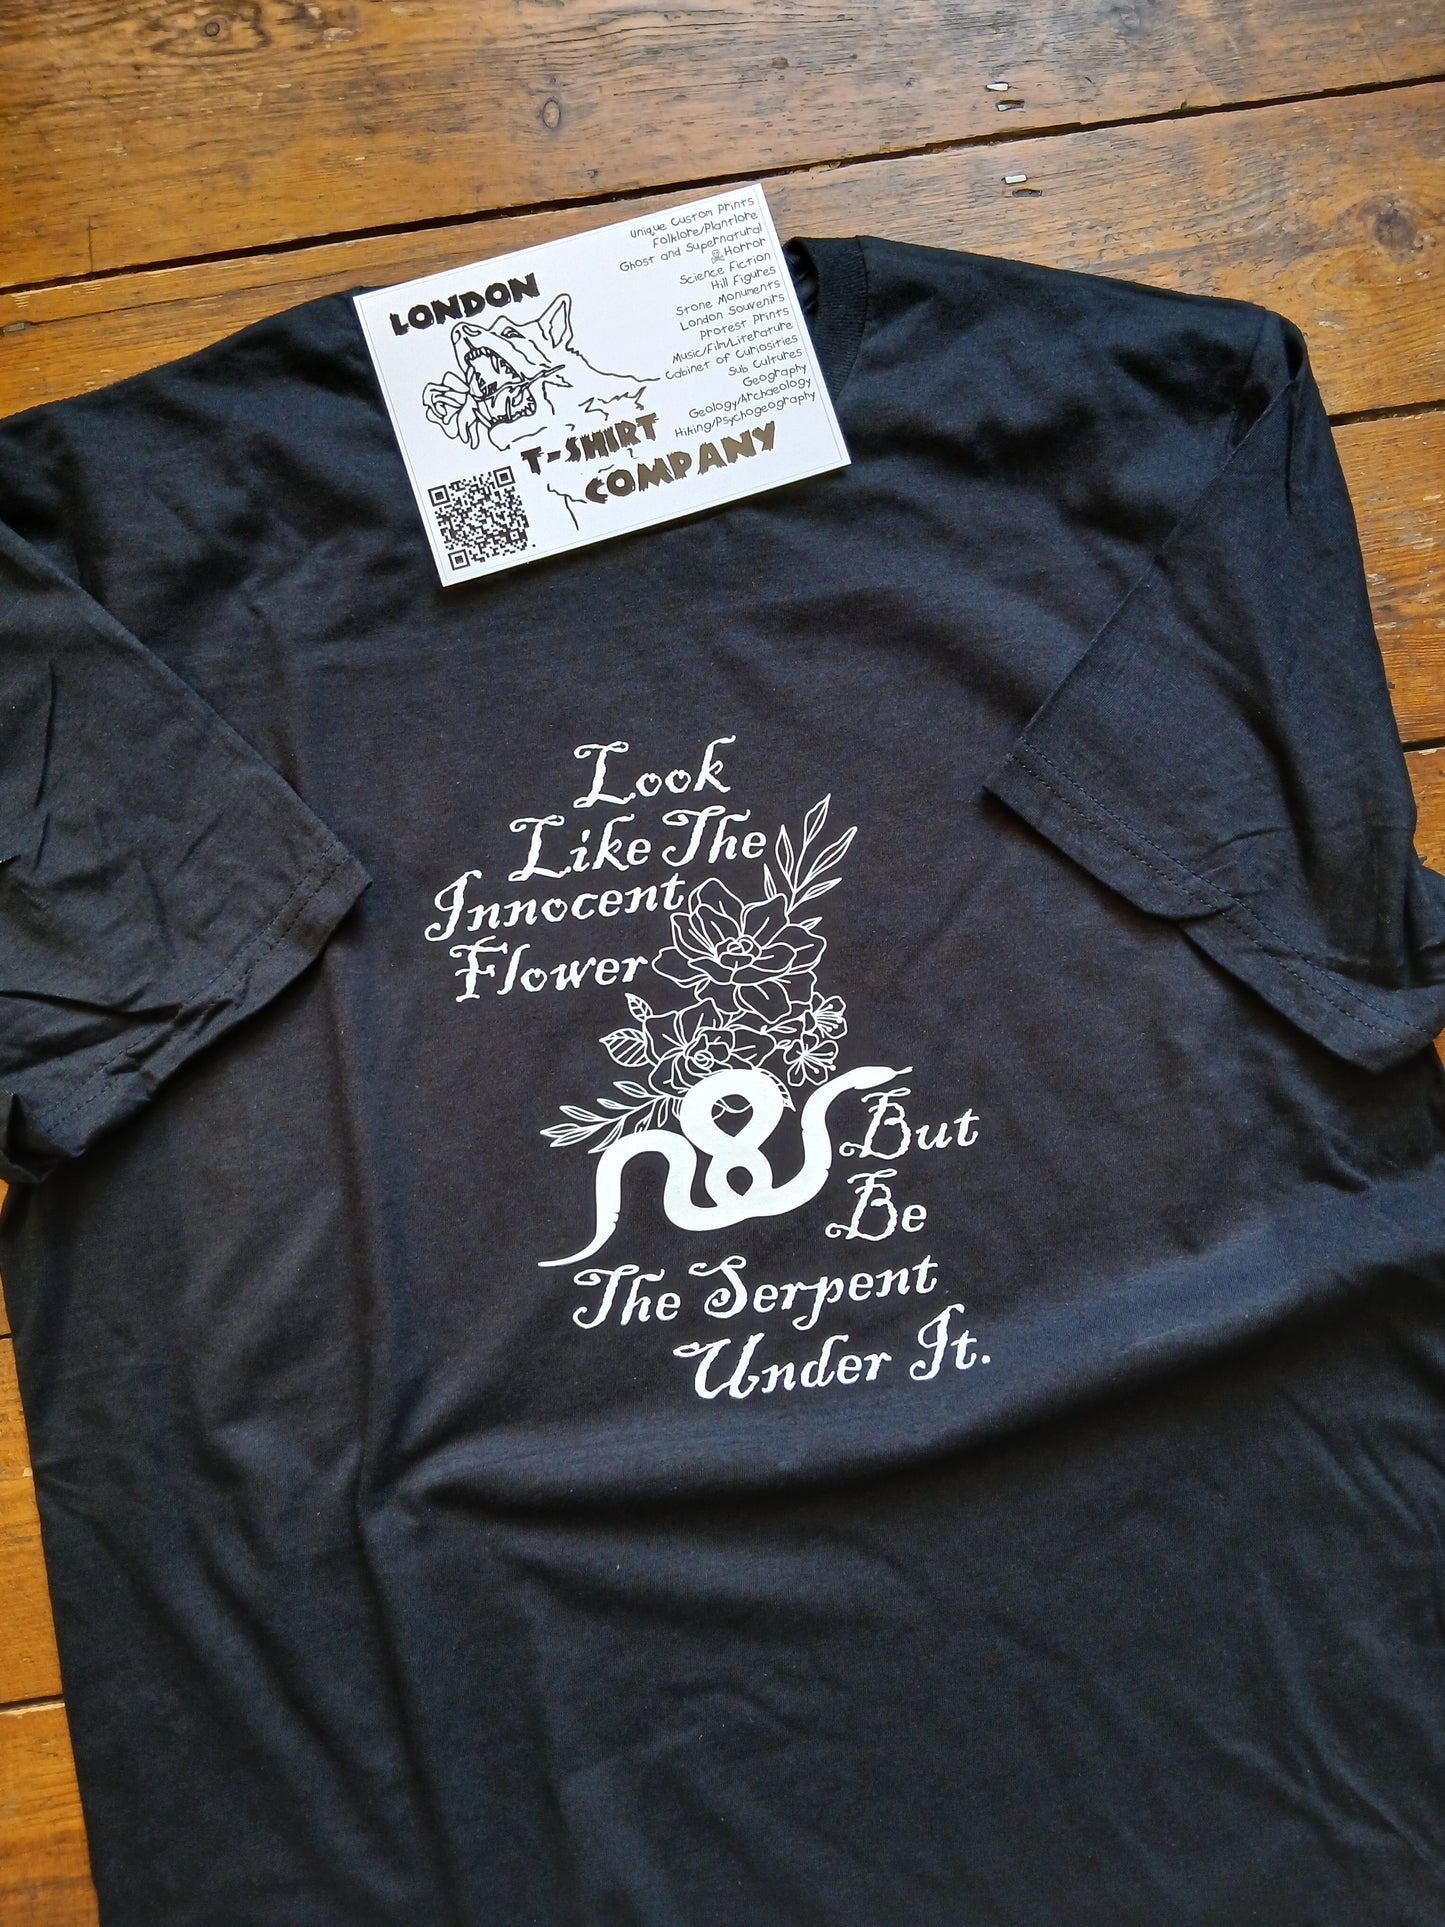 LONDON
T-SHIRT
COMPANY
Unique Custom Prints
Folklore/Plantlore
Ghost and Supernatural
Horror
Science Fiction
Hill Figures
Stone Monuments
London Souvenirs
Protest Prints
Music/Film/Literature
Cabinet of Curiosities
Sub Cultures
Geography
Geology/Archaeology
Hiking/Psychogeography
Look
Like The
Innocent
Flower
But
Be
The Serpent
Under It.